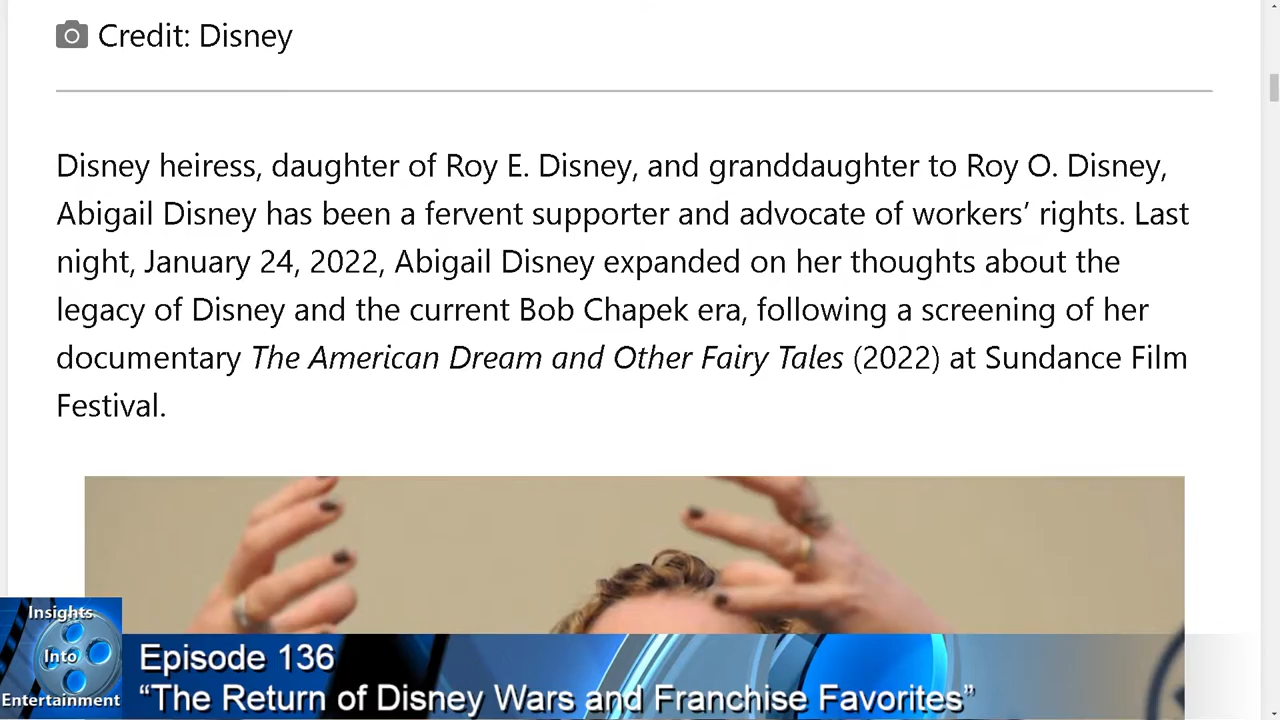 Credit: Disney
Disney heiress, daughter of Roy E. Disney, and granddaughter to Roy O. Disney,
Abigail Disney has been a fervent supporter and advocate of workers’ rights. Last
night, January 24, 2022, Abigail Disney expanded on her thoughts about the
legacy of Disney and the current Bob Chapek era, following a screening of her
documentary The American Dream and Other Fairy Tales (2022) at Sundance Film
Festival.
Insights
Into
Entertainment
Episode 136
“The Return of Disney Wars and Franchise Favorites”